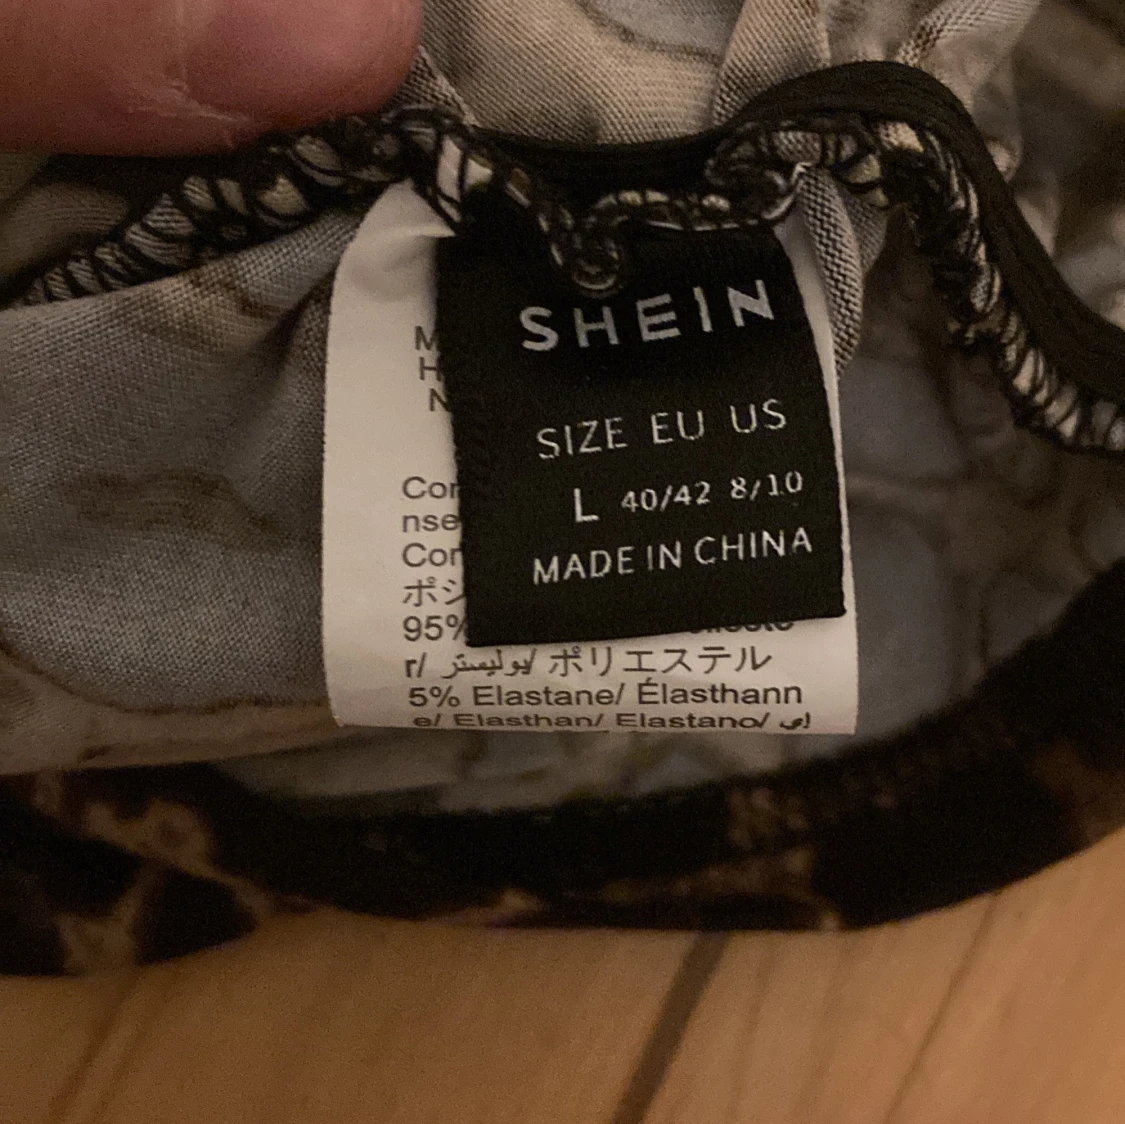 SHEIN
SIZE EU US
L 40/42 8/10
MADE IN CHINA
95%
r/ بوليستر/ ポリエステル
5% Elastane/ Élasthann
e/ Elasthan/ Elastano/